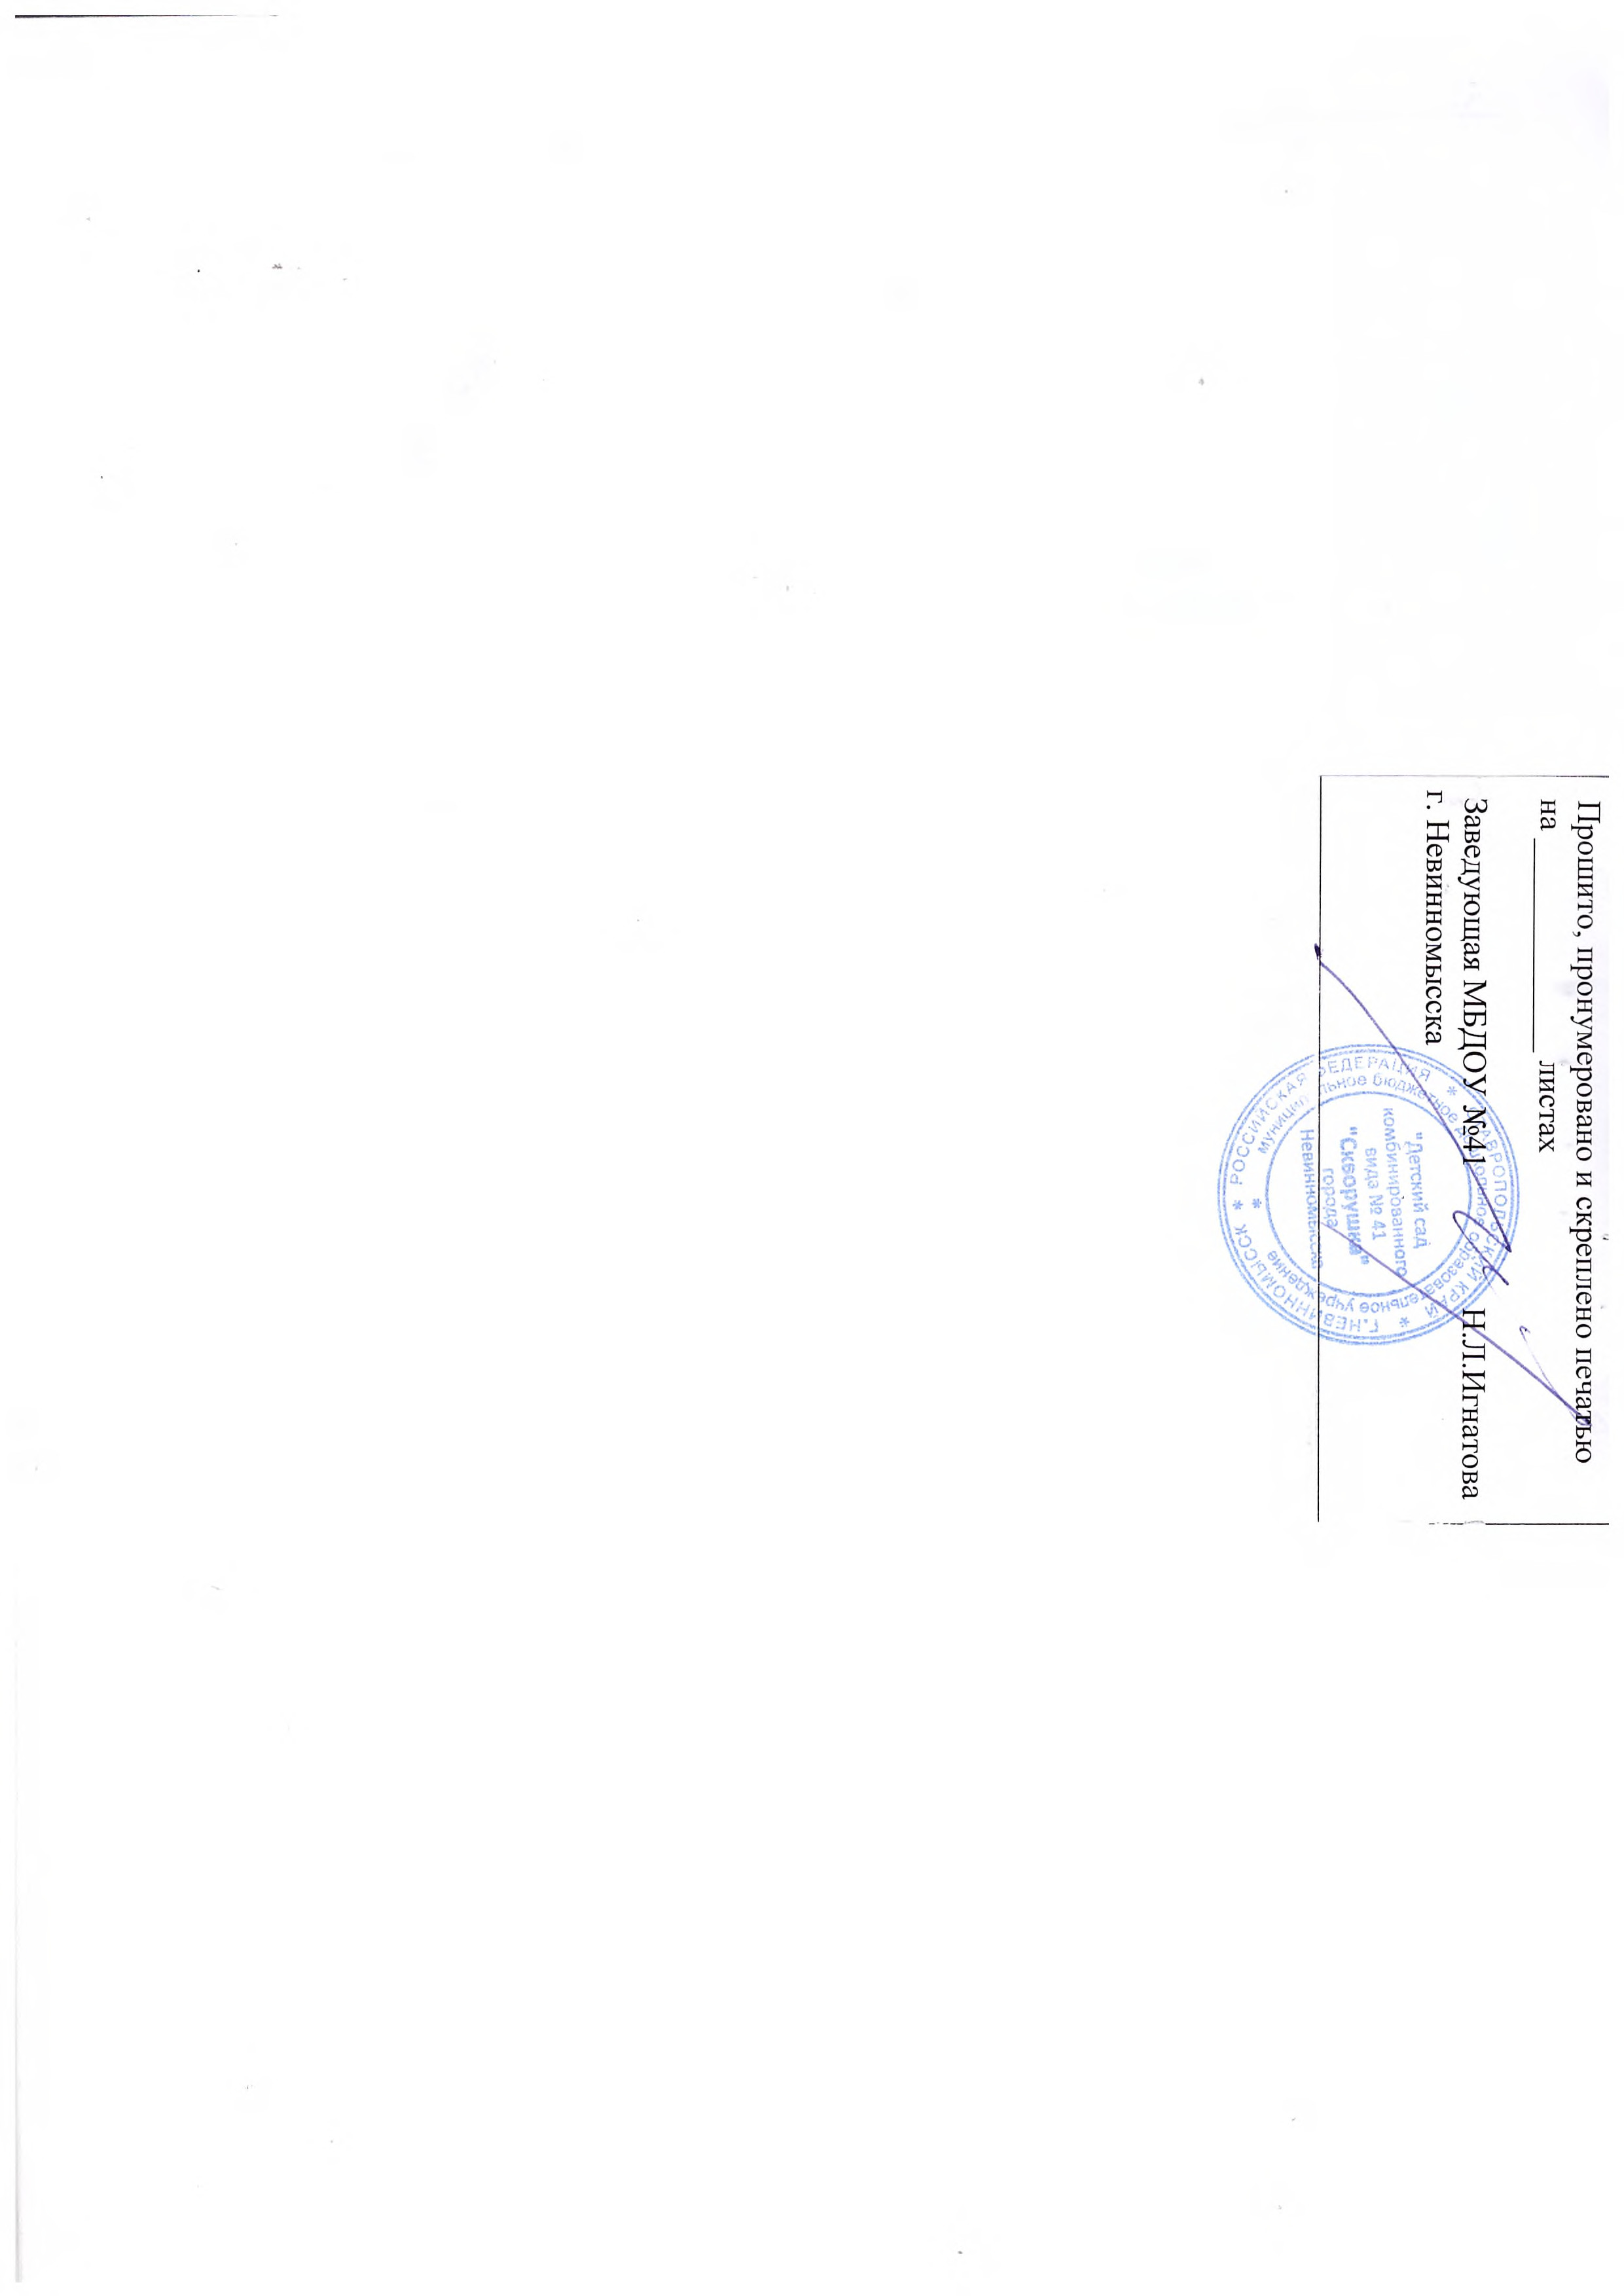 Прошито, пронумеровано и скреплено печатью
на ______________ листах
Заведующая МБДОУ №41 Н.Л.Игнатова
г. Невинномысска
РОССИЙСКАЯ ФЕДЕРАЦИЯ * СТАВРОПОЛЬСКИЙ КРАЙ * Г.НЕВИННОМЫССК *
муниципальное бюджетное дошкольное образовательное учреждение *
"Детский сад
комбинированного
вида № 41
"Скворушка"
города
Невинномысска